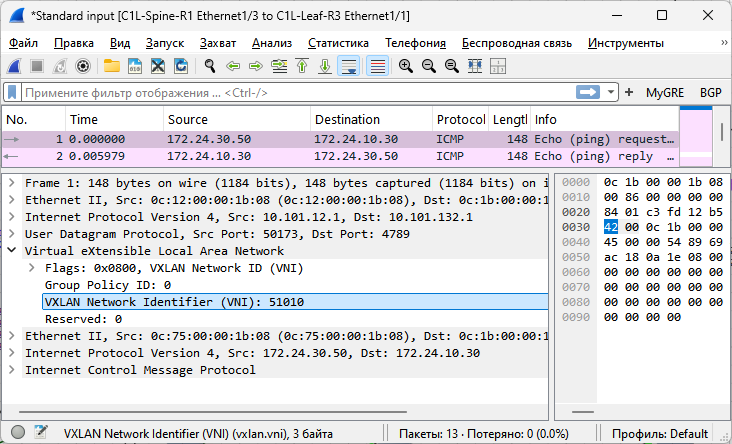 *Standard input [C1L-Spine-R1 Ethernet1/3 to C1L-Leaf-R3 Ethernet1/1]
Файл Правка Вид Запуск Захват Анализ Статистика Телефония Беспроводная связь Инструменты »
Примените фильтр отображения ... <Ctrl-/> + MyGRE BGP
No. Time Source Destination Protocol Lengtl Info
1 0.000000 172.24.30.50 172.24.10.30 ICMP 148 Echo (ping) request…
2 0.005979 172.24.10.30 172.24.30.50 ICMP 148 Echo (ping) reply …
Frame 1: 148 bytes on wire (1184 bits), 148 bytes captured (1184 bits) on i
Ethernet II, Src: 0c:12:00:00:1b:08 (0c:12:00:00:1b:08), Dst: 0c:1b:00:00:1
Internet Protocol Version 4, Src: 10.101.12.1, Dst: 10.101.132.1
User Datagram Protocol, Src Port: 50173, Dst Port: 4789
Virtual eXtensible Local Area Network
Flags: 0x0800, VXLAN Network ID (VNI)
Group Policy ID: 0
VXLAN Network Identifier (VNI): 51010
Reserved: 0
Ethernet II, Src: 0c:75:00:00:1b:08 (0c:75:00:00:1b:08), Dst: 0c:1b:00:00:1
Internet Protocol Version 4, Src: 172.24.30.50, Dst: 172.24.10.30
Internet Control Message Protocol
0000 0c 1b 00 00 1b 08
0010 00 86 00 00 00 00
0020 84 01 c3 fd 12 b5
0030 42 00 0c 1b 00 00
0040 45 00 00 54 89 69
0050 ac 18 0a 1e 08 00
0060 00 00 00 00 00 00
0070 00 00 00 00 00 00
0080 00 00 00 00 00 00
0090 00 00 00 00
VXLAN Network Identifier (VNI) (vxlan.vni), 3 байта Пакеты: 13 · Потеряно: 0 (0.0%) Профиль: Default